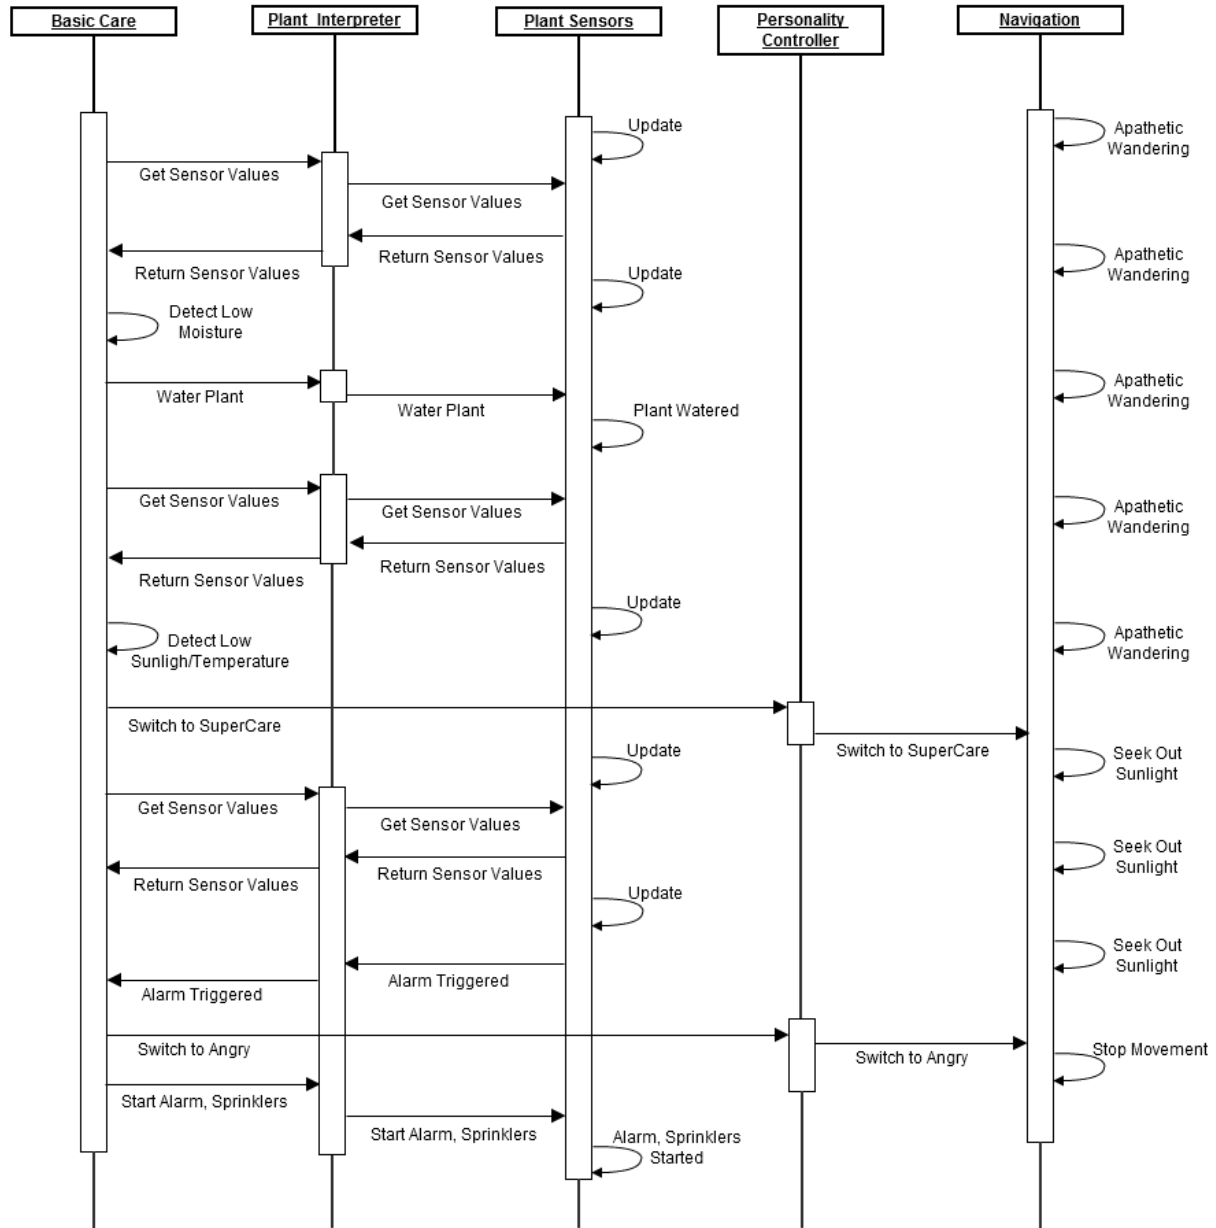 Basic Care
Plant Interpreter
Plant Sensors
Personality
Controller
Navigation
Update
Apathetic
Wandering
Get Sensor Values
Get Sensor Values
Return Sensor Values
Return Sensor Values
Apathetic
Wandering
Update
Detect Low
Moisture
Water Plant
Water Plant
Plant Watered
Apathetic
Wandering
Get Sensor Values
Get Sensor Values
Apathetic
Wandering
Return Sensor Values
Return Sensor Values
Update
Detect Low
Sunligh/Temperature
Apathetic
Wandering
Switch to SuperCare
Switch to SuperCare
Update
Seek Out
Sunlight
Get Sensor Values
Get Sensor Values
Return Sensor Values
Return Sensor Values
Seek Out
Sunlight
Update
Seek Out
Sunlight
Alarm Triggered
Alarm Triggered
Switch to Angry
Switch to Angry
Stop Movement
Start Alarm, Sprinklers
Start Alarm, Sprinklers
Alarm, Sprinklers
Started